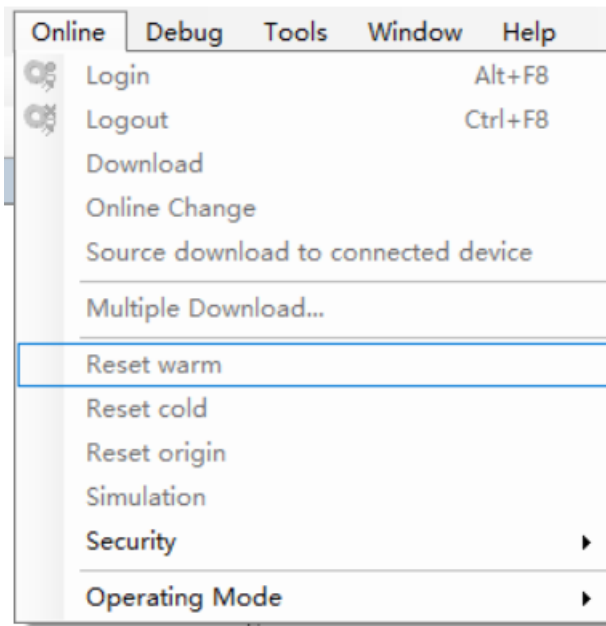 Online Debug Tools Window Help
Login Alt+F8
Logout Ctrl+F8
Download
Online Change
Source download to connected device
Multiple Download...
Reset warm
Reset cold
Reset origin
Simulation
Security
Operating Mode